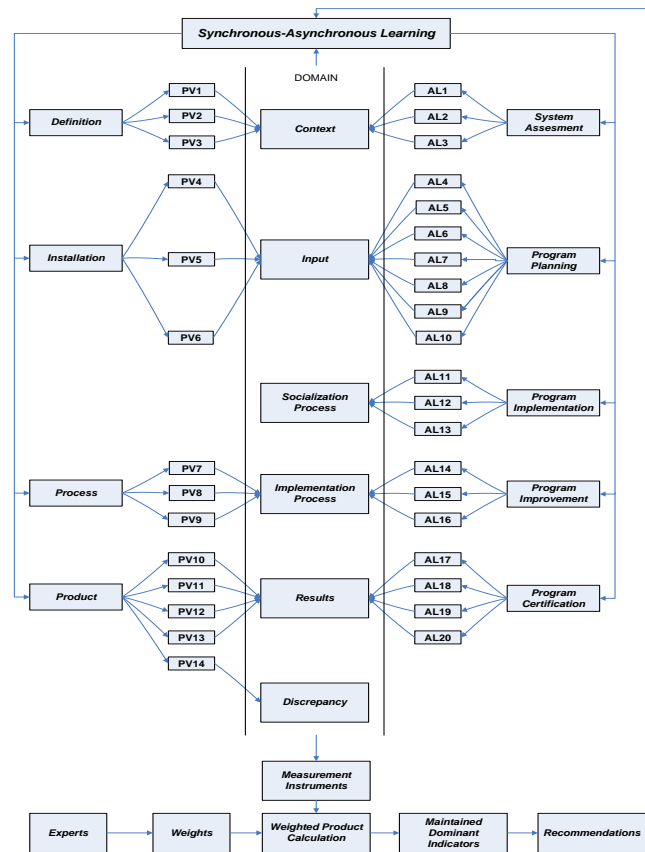 Synchronous-Asynchronous Learning
DOMAIN
Definition
PV1
PV2
PV3
Context
AL1
AL2
AL3
System
Assesment
Installation
PV4
PV5
PV6
Input
AL4
AL5
AL6
AL7
AL8
AL9
AL10
Program
Planning
Socialization
Process
AL11
AL12
AL13
Program
Implementation
Process
PV7
PV8
PV9
Implementation
Process
AL14
AL15
AL16
Program
Improvement
Product
PV10
PV11
PV12
PV13
PV14
Results
AL17
AL18
AL19
AL20
Program
Certification
Discrepancy
Measurement
Instruments
Experts
Weights
Weighted Product
Calculation
Maintained
Dominant
Indicators
Recommendations